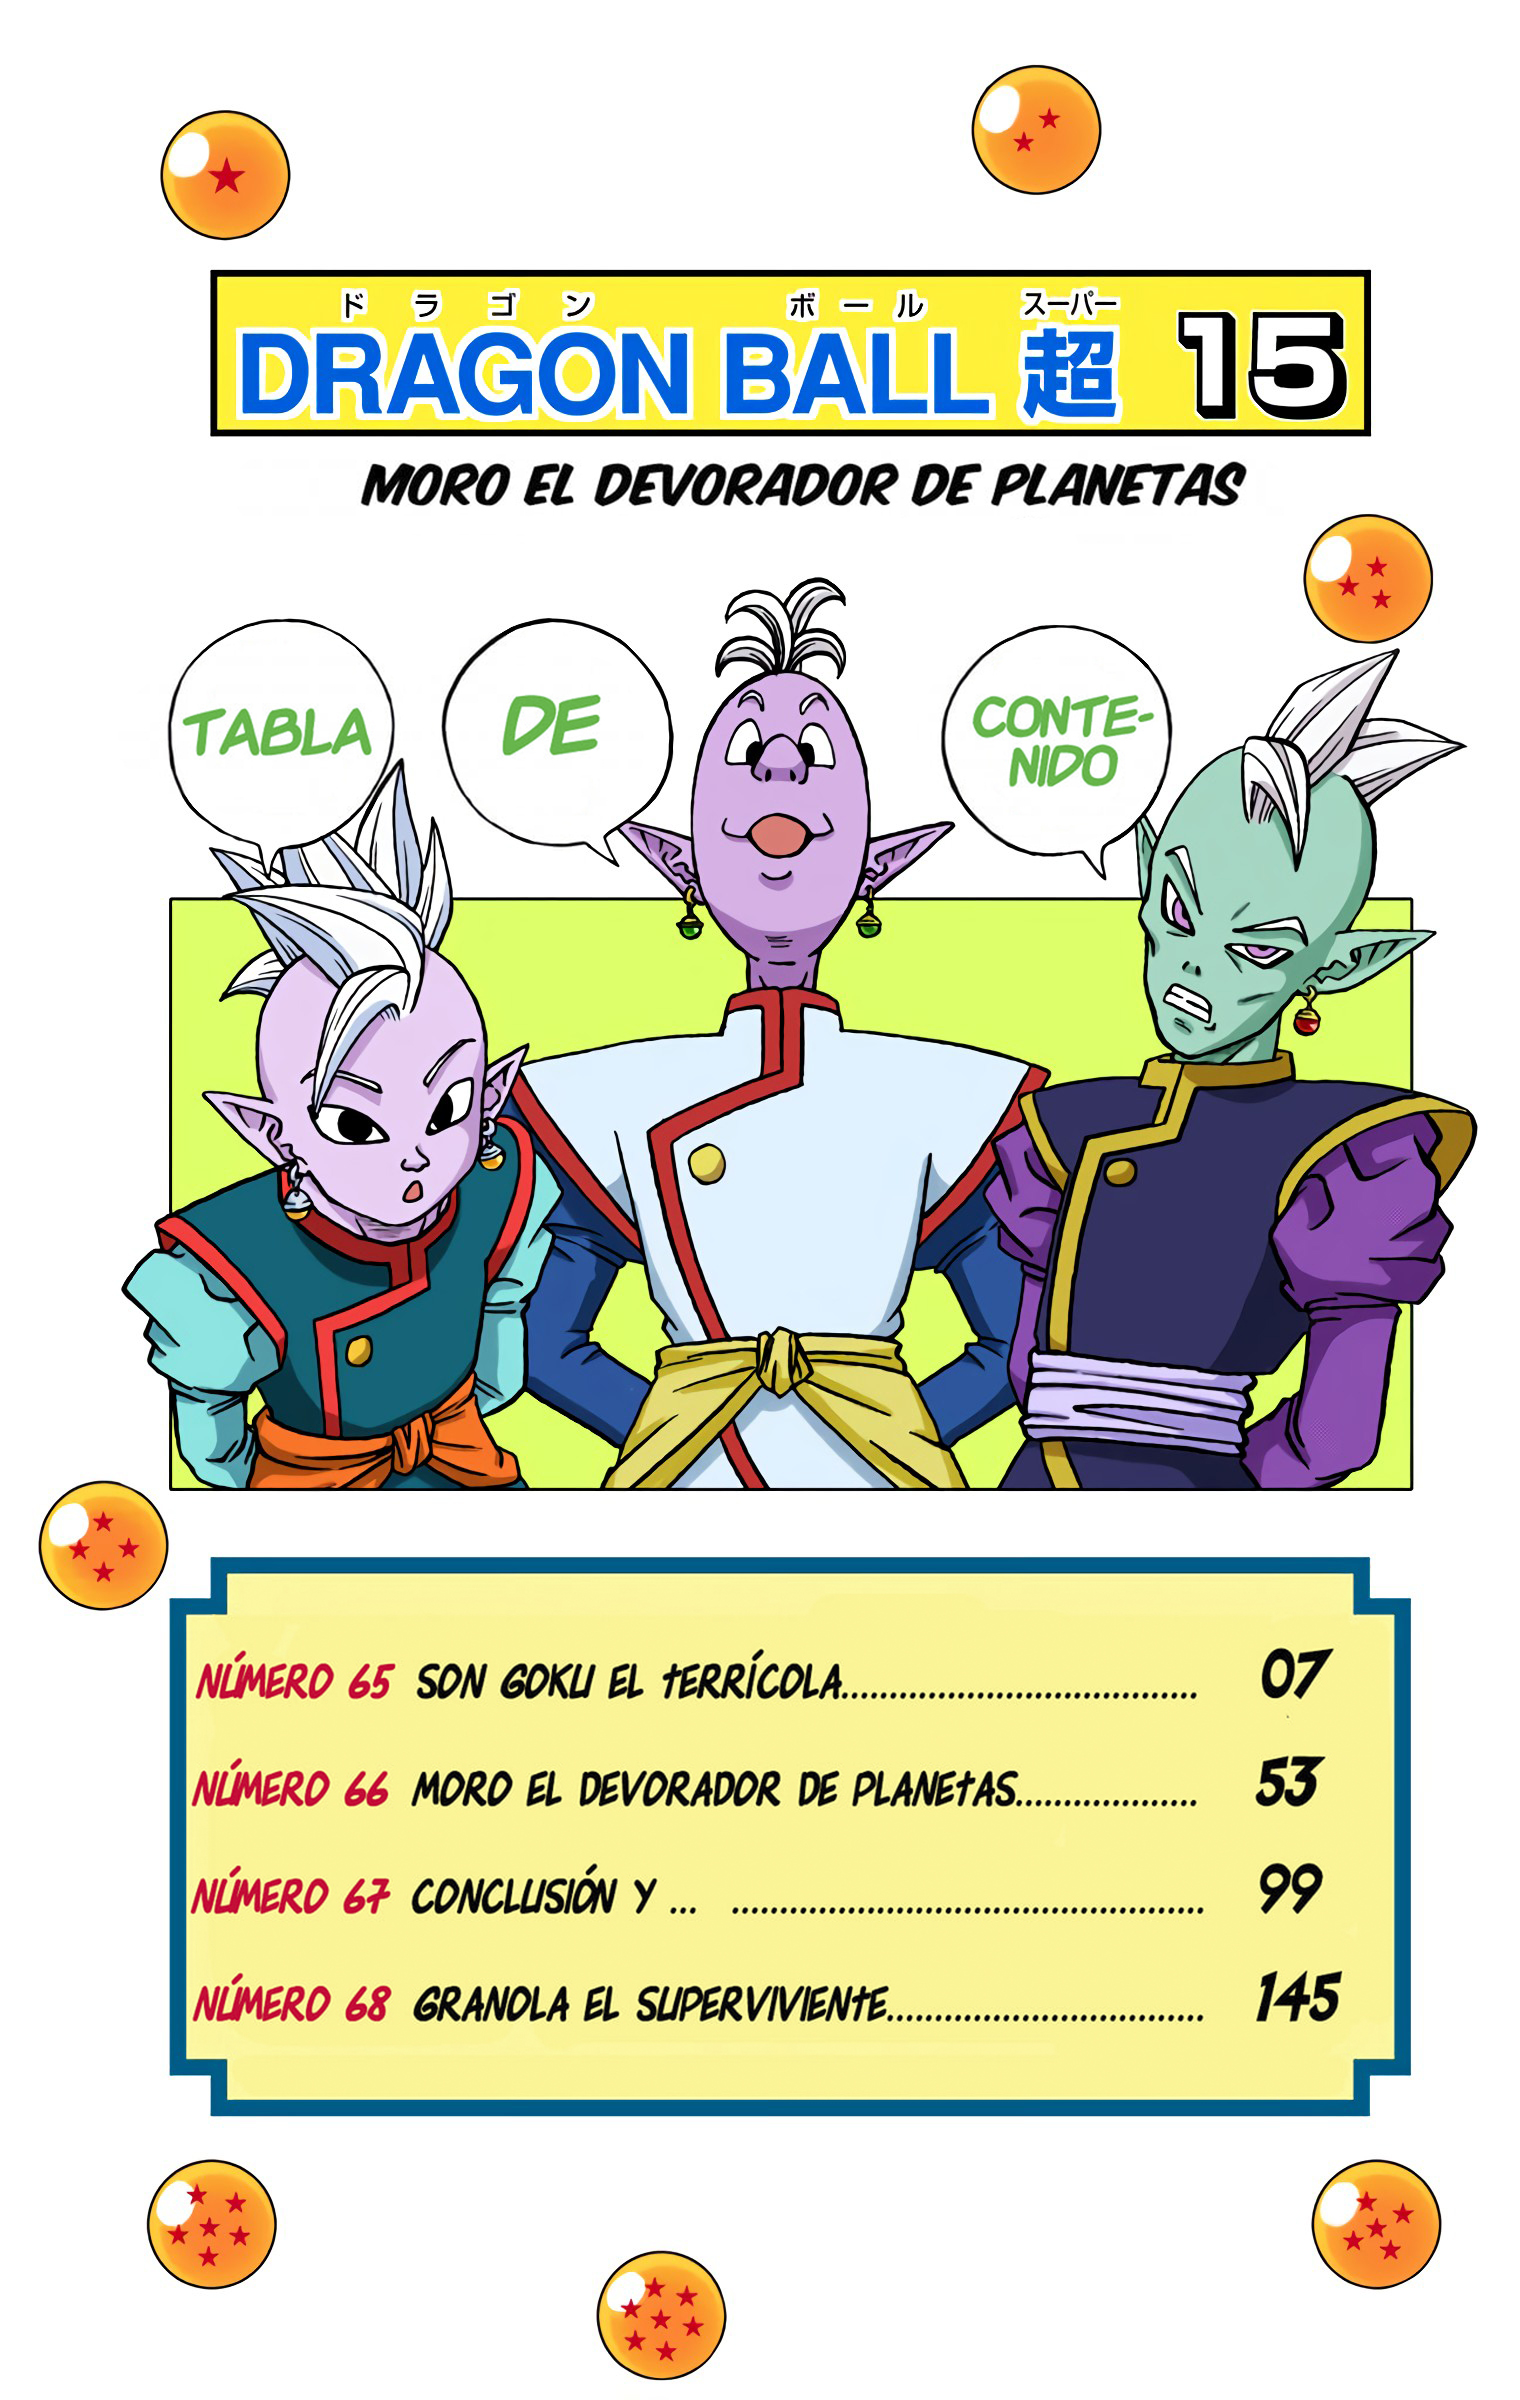 ドラゴン ボール スーパー
DRAGON BALL 超 15
MORO EL DEVORADOR DE PLANETAS
TABLA
DE
CONTE-
NIDO
NÚMERO 65 SON GOKU EL TERRÍCOLA...................................... 07
NÚMERO 66 MORO EL DEVORADOR DE PLANETAS................... 53
NÚMERO 67 CONCLUSIÓN Y ... .................................................. 99
NÚMERO 68 GRANOLA EL SUPERVIVIENTE................................. 145